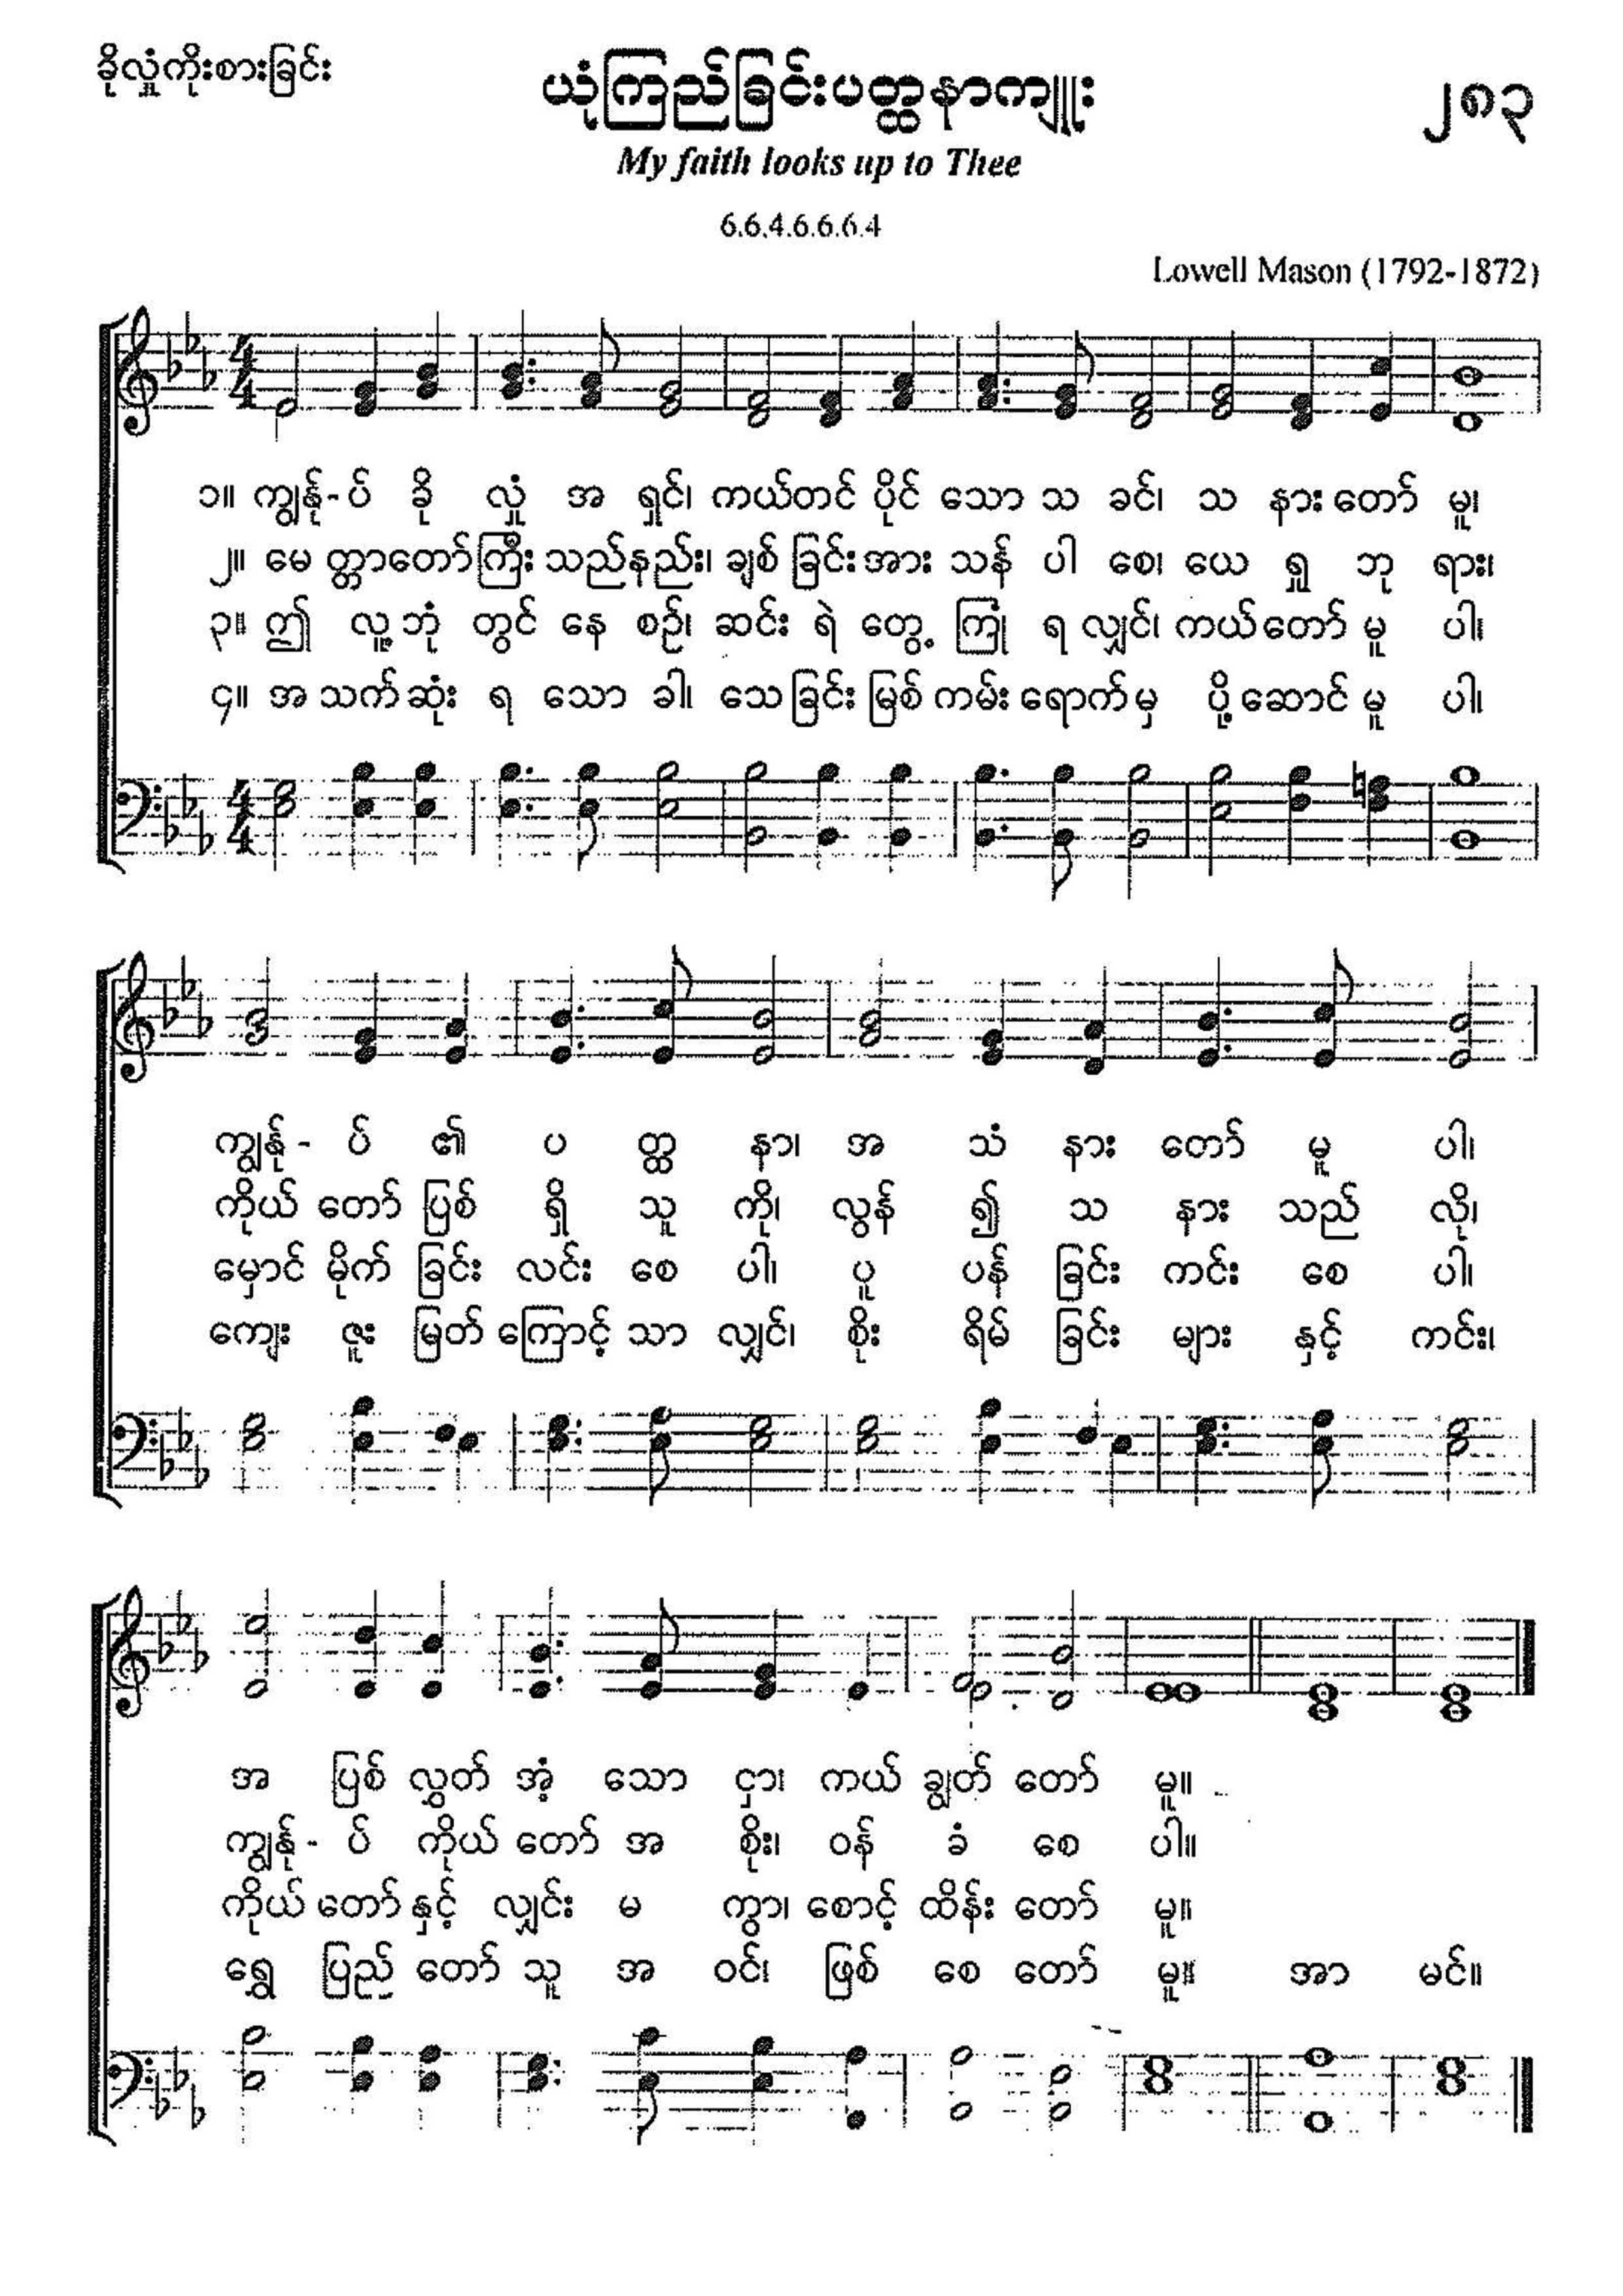 ခိုလှုံကိုးစားခြင်း
ယုံကြည်ခြင်းပတ္ထနာကျူး
၂၈၃
My faith looks up to Thee
6.6.4.6.6.6.4
Lowell Mason (1792-1872)
၁။ ကျွန်ုပ် - ပ် ခို လှုံ အ ရှင်၊ ကယ်တင် ပိုင် သော သ ခင်၊ သ နား တော် မူ၊
၂။ မေ တ္တာတော်ကြီး သည်နည်း၊ ချစ် ခြင်းအား သန် ပါ စေ၊ ယေ ရှု ဘု ရား၊
၃။ ဤ လူ့ ဘုံ တွင် နေ စဉ်၊ ဆင်း ရဲ တွေ့ ကြုံ ရ လျှင်၊ ကယ်တော် မူ ပါ၊
၄။ အ သက်ဆုံး ရ သော ခါ၊ သေခြင်း မြစ် ကမ်း ရောက်မှ ပို့ ဆောင် မူ ပါ၊
ကျွန်ု - ပ် ၏ ပ တ္ထ နာ၊ အ သံ နား တော် မူ ပါ၊
ကိုယ် တော် ပြစ် ရှိ သူ ကို၊ လွန် ၍ သ နား သည် လို၊
မှောင် မိုက် ခြင်း လင်း စေ ပါ၊ ပူ ပန် ခြင်း ကင်း စေ ပါ၊
ကျေး ဇူး မြတ် ကြောင့် သာ လျှင်၊ စိုး ရိမ် ခြင်း များ နှင့် ကင်း၊
အ ပြစ် လွှတ် အံ့ သော ငှာ၊ ကယ် ချွတ် တော် မူ။
ကျွန်ု - ပ် ကိုယ် တော် အ စိုး၊ ဝန် ခံ စေ ပါ။
ကိုယ် တော် နှင့် လျှင်း မ ကွာ၊ စောင့် ထိန်း တော် မူ။
ရွှေ ပြည် တော် သူ အ ဝင်၊ ဖြစ် စေ တော် မူ။ အာ မင်။